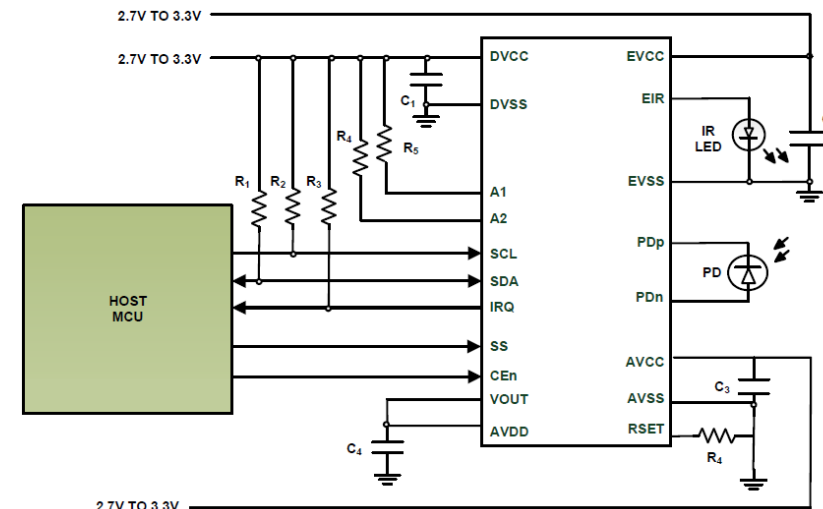 2.7V TO 3.3V
2.7V TO 3.3V
DVCC
EVCC
C1
DVSS
EIR
IR
LED
R4
R5
R1
R2
R3
A1
EVSS
A2
SCL
PDp
SDA
PD
HOST
MCU
IRQ
PDn
SS
CEn
AVCC
VOUT
C3
AVSS
AVDD
RSET
C4
R4
2.7V TO 3.3V